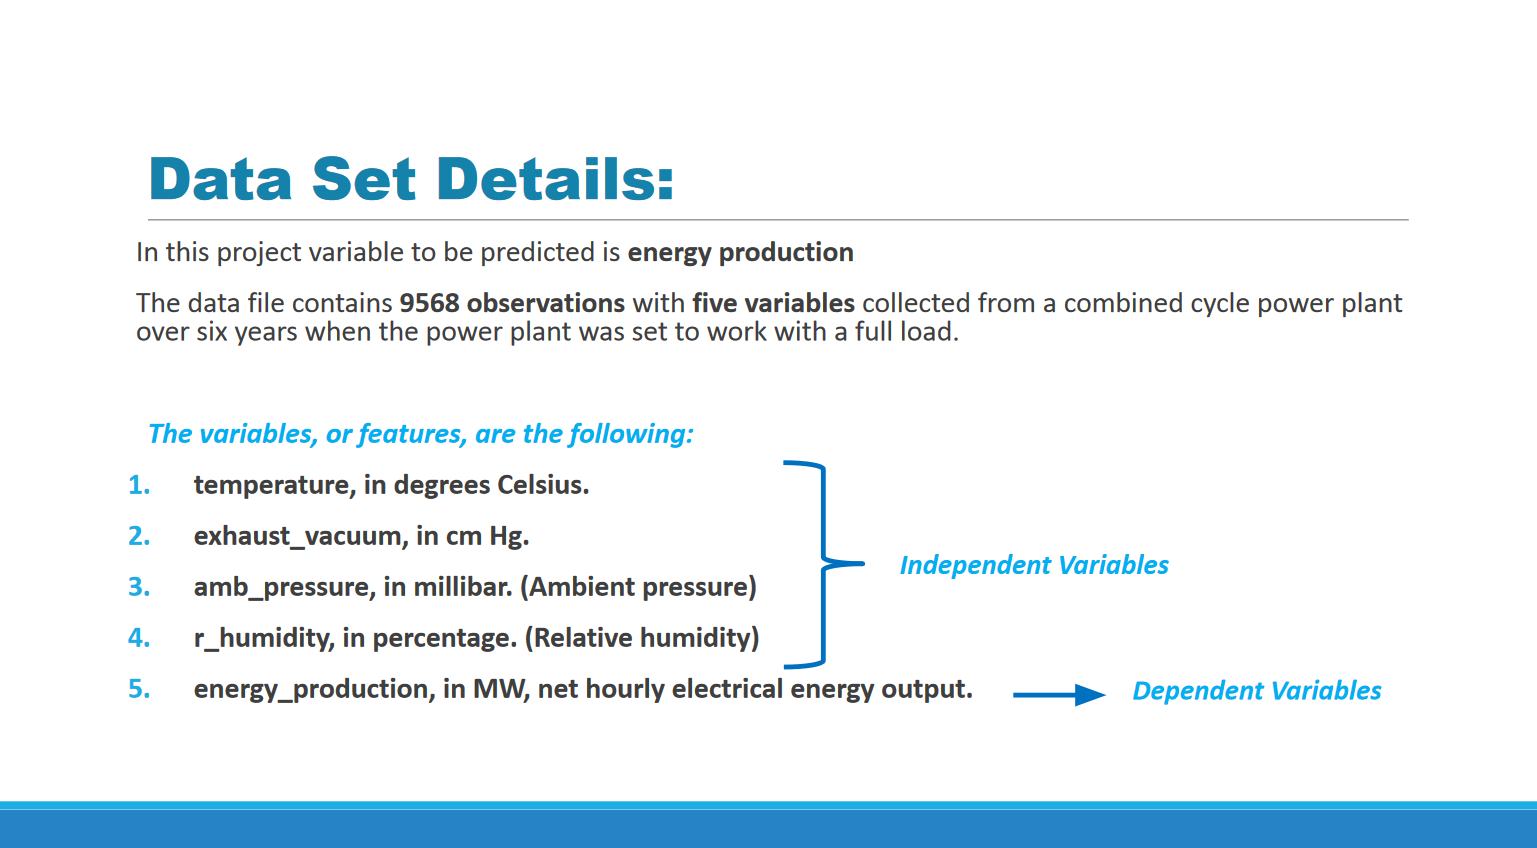 Data Set Details:
In this project variable to be predicted is energy production
The data file contains 9568 observations with five variables collected from a combined cycle power plant
over six years when the power plant was set to work with a full load.
The variables, or features, are the following:
1. temperature, in degrees Celsius.
2. exhaust_vacuum, in cm Hg.
3. amb_pressure, in millibar. (Ambient pressure)
Independent Variables
4. r_humidity, in percentage. (Relative humidity)
5. energy_production, in MW, net hourly electrical energy output.
Dependent Variables